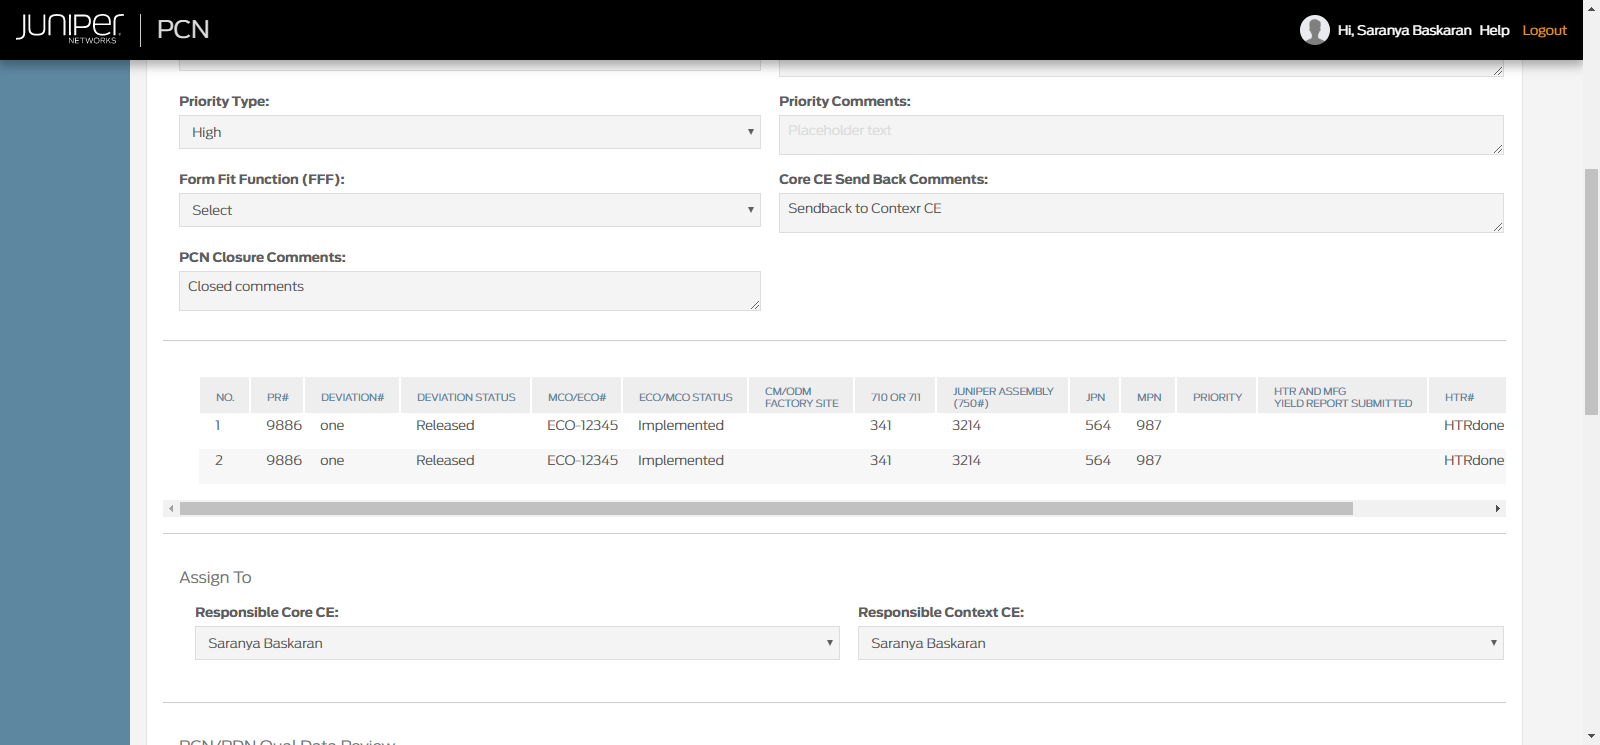 JUNIPER NETWORKS PCN Hi, Saranya Baskaran Help Logout
Priority Type: Priority Comments:
High Placeholder text
Form Fit Function (FFF): Core CE Send Back Comments:
Select Sendback to Contexr CE
PCN Closure Comments:
Closed comments
NO. PR# DEVIATION# DEVIATION STATUS MCO/ECO# ECO/MCO STATUS CM/ODM FACTORY SITE 710 OR 711 JUNIPER ASSEMBLY (750#) JPN MPN PRIORITY HTR AND MFG YIELD REPORT SUBMITTED HTR#
1 9886 one Released ECO-12345 Implemented 341 3214 564 987 HTRdone
2 9886 one Released ECO-12345 Implemented 341 3214 564 987 HTRdone
Assign To
Responsible Core CE: Responsible Context CE:
Saranya Baskaran Saranya Baskaran
PCN/PDN Qual Data Review